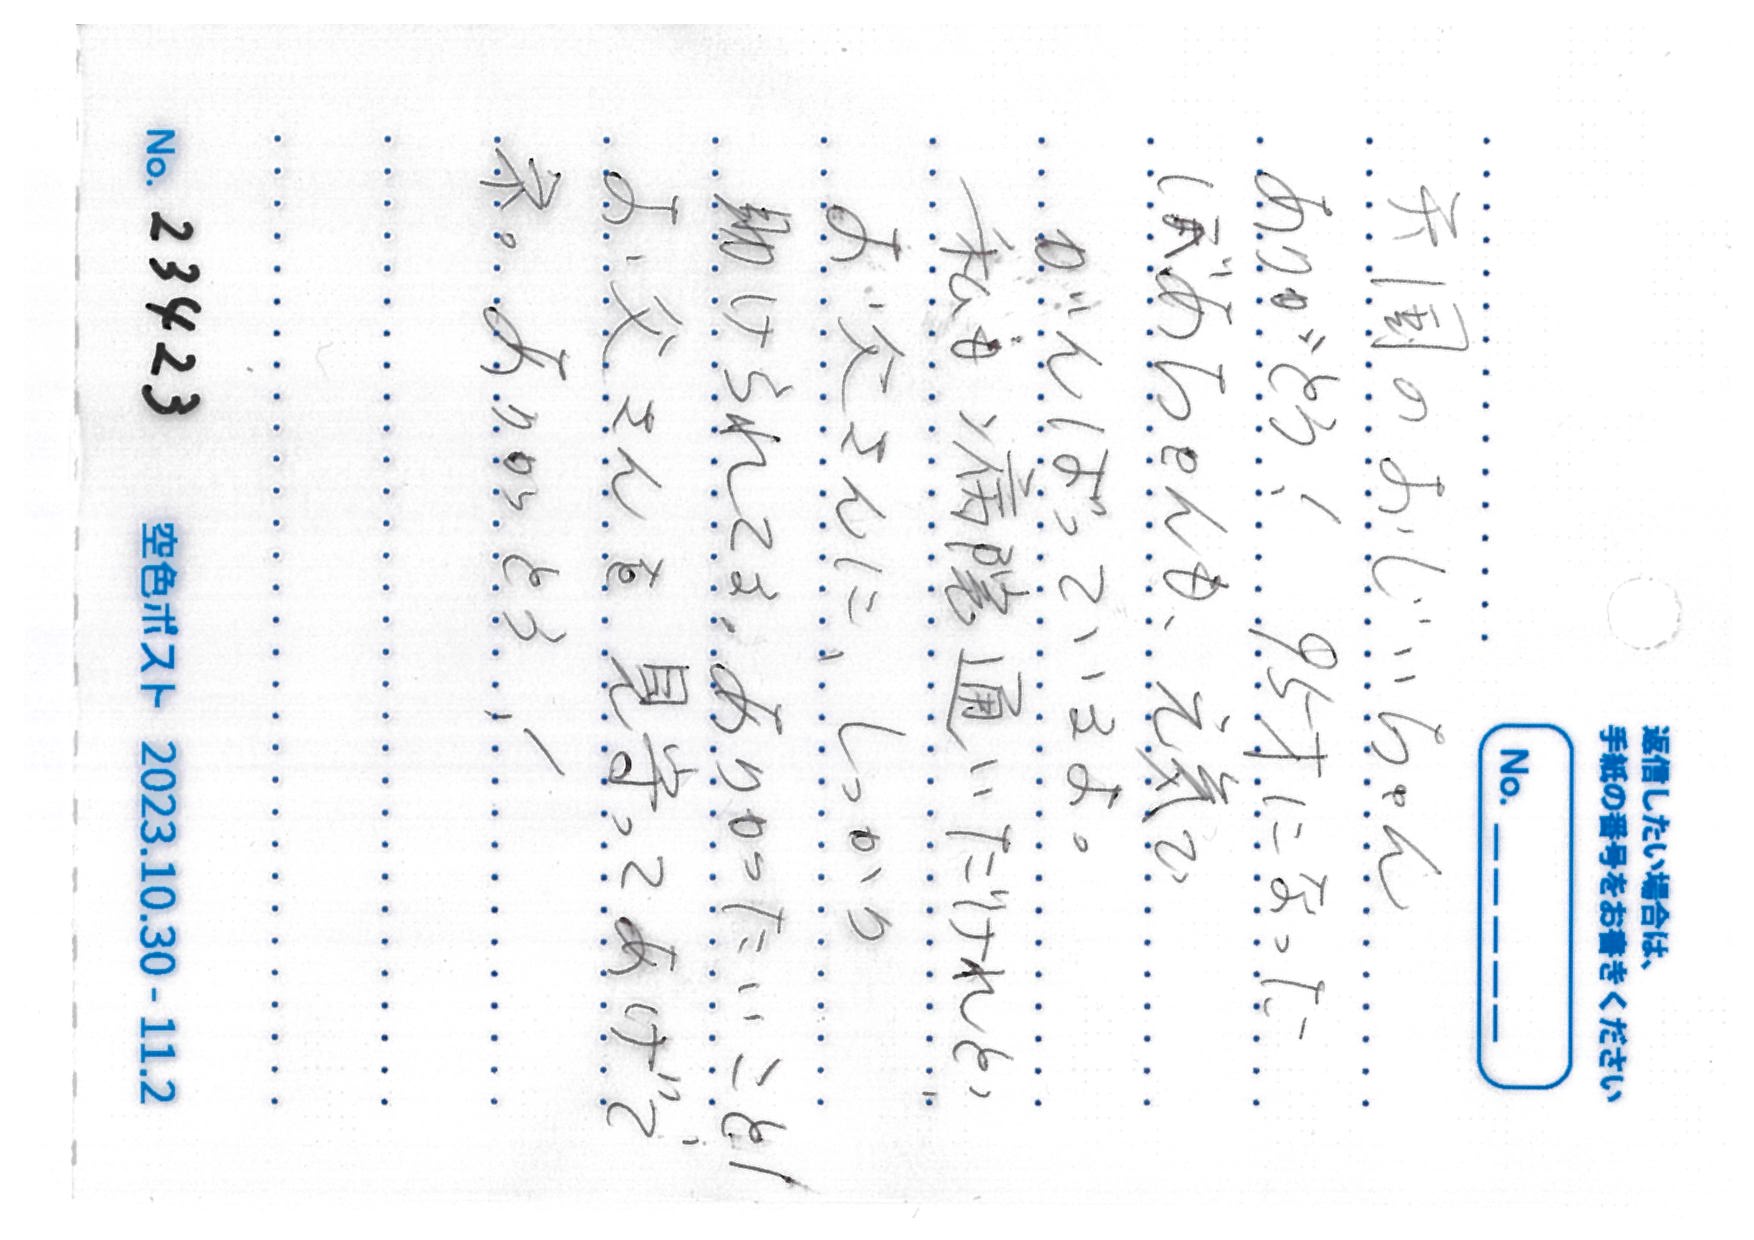 返信したい場合は、
手紙の番号をお書きください
No. _ _ _ _ _
天国のおじいちゃん
ありがとう! 95才になった
ばあちゃんも、元気で
がんばっているよ。
私も病院通いだけれど、
お父さんに、しっかり
助けられてる。ありがたいこと!
お父さんを見守ってあげて
ネ。ありがとう!
No. 23423
空色ポスト 2023.10.30 - 11.2